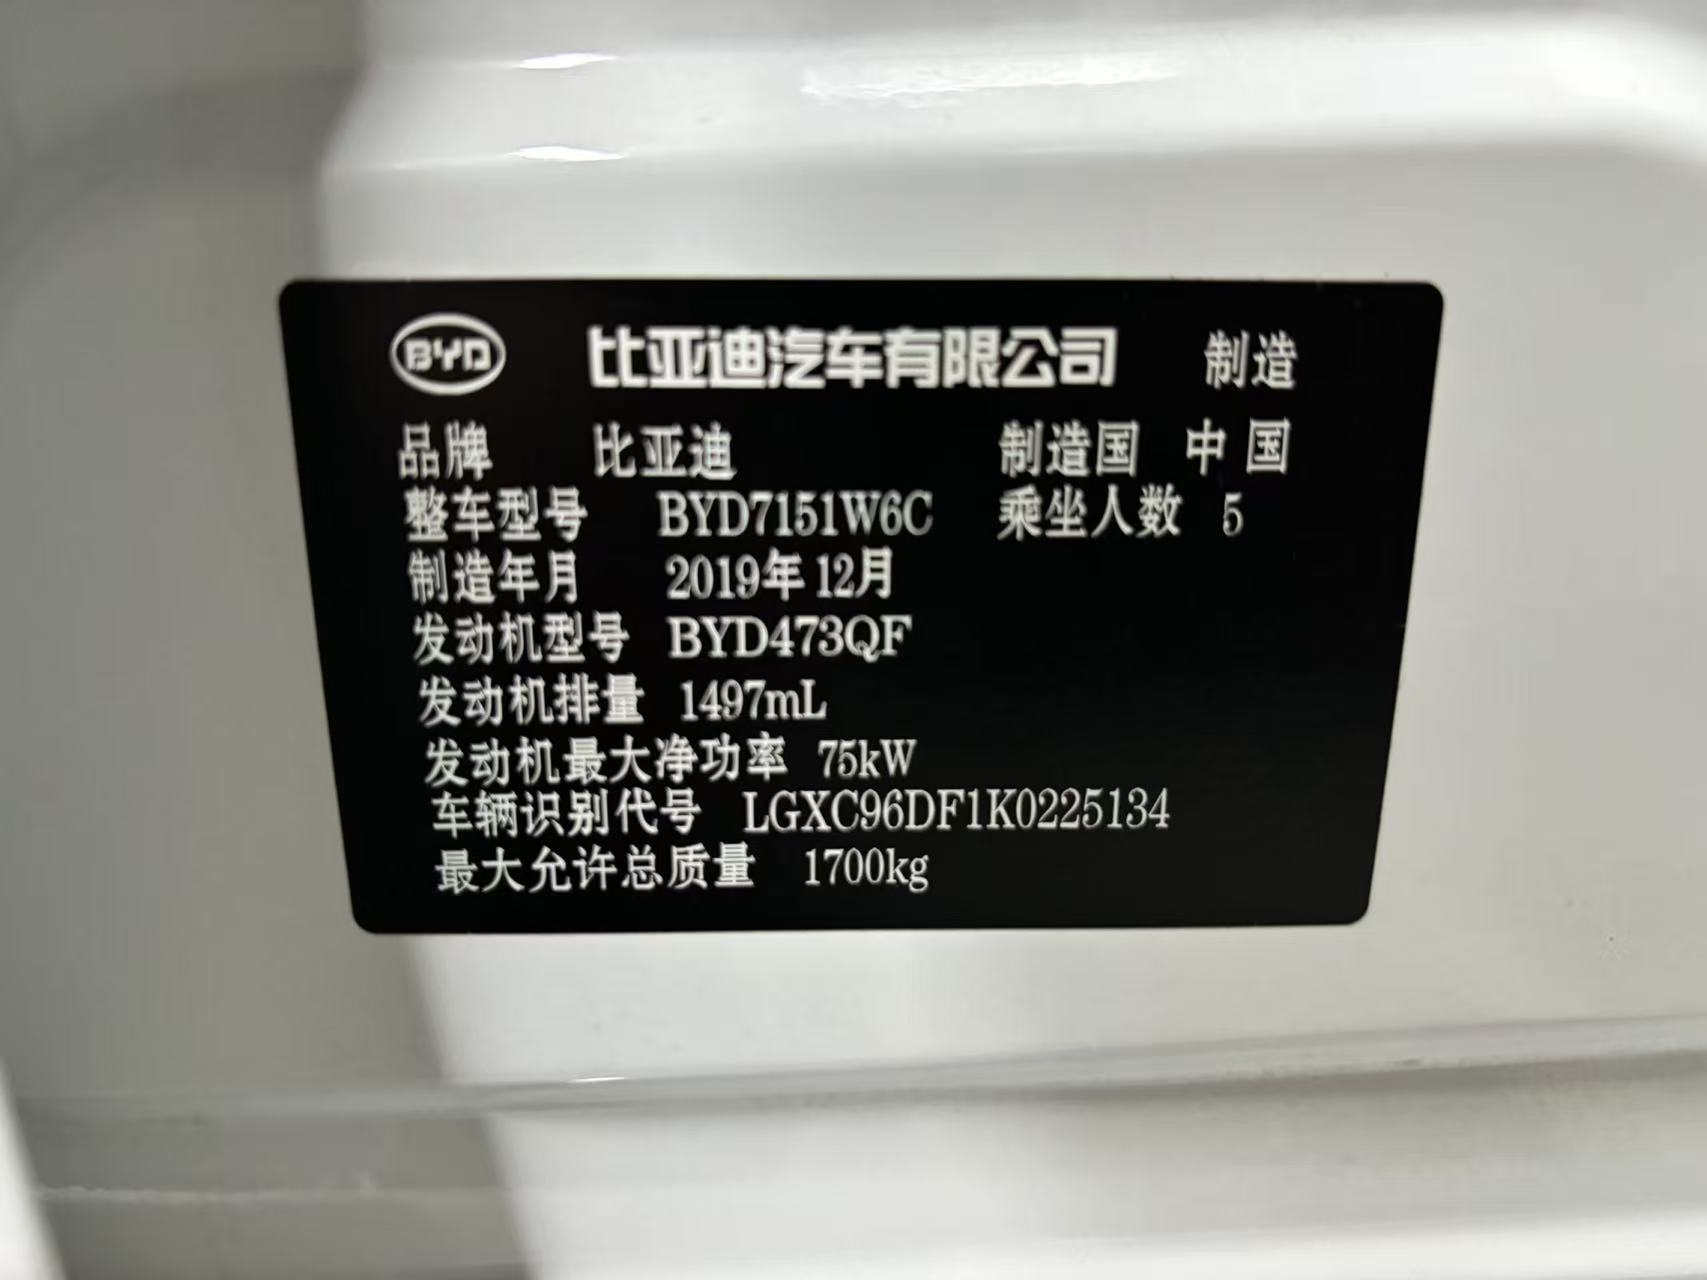 BYD 比亚迪汽车有限公司 制造
品牌 比亚迪 制造国 中国
整车型号 BYD7151W6C 乘坐人数 5
制造年月 2019年12月
发动机型号 BYD473QF
发动机排量 1497mL
发动机最大净功率 75kW
车辆识别代号 LGXC96DF1K0225134
最大允许总质量 1700kg